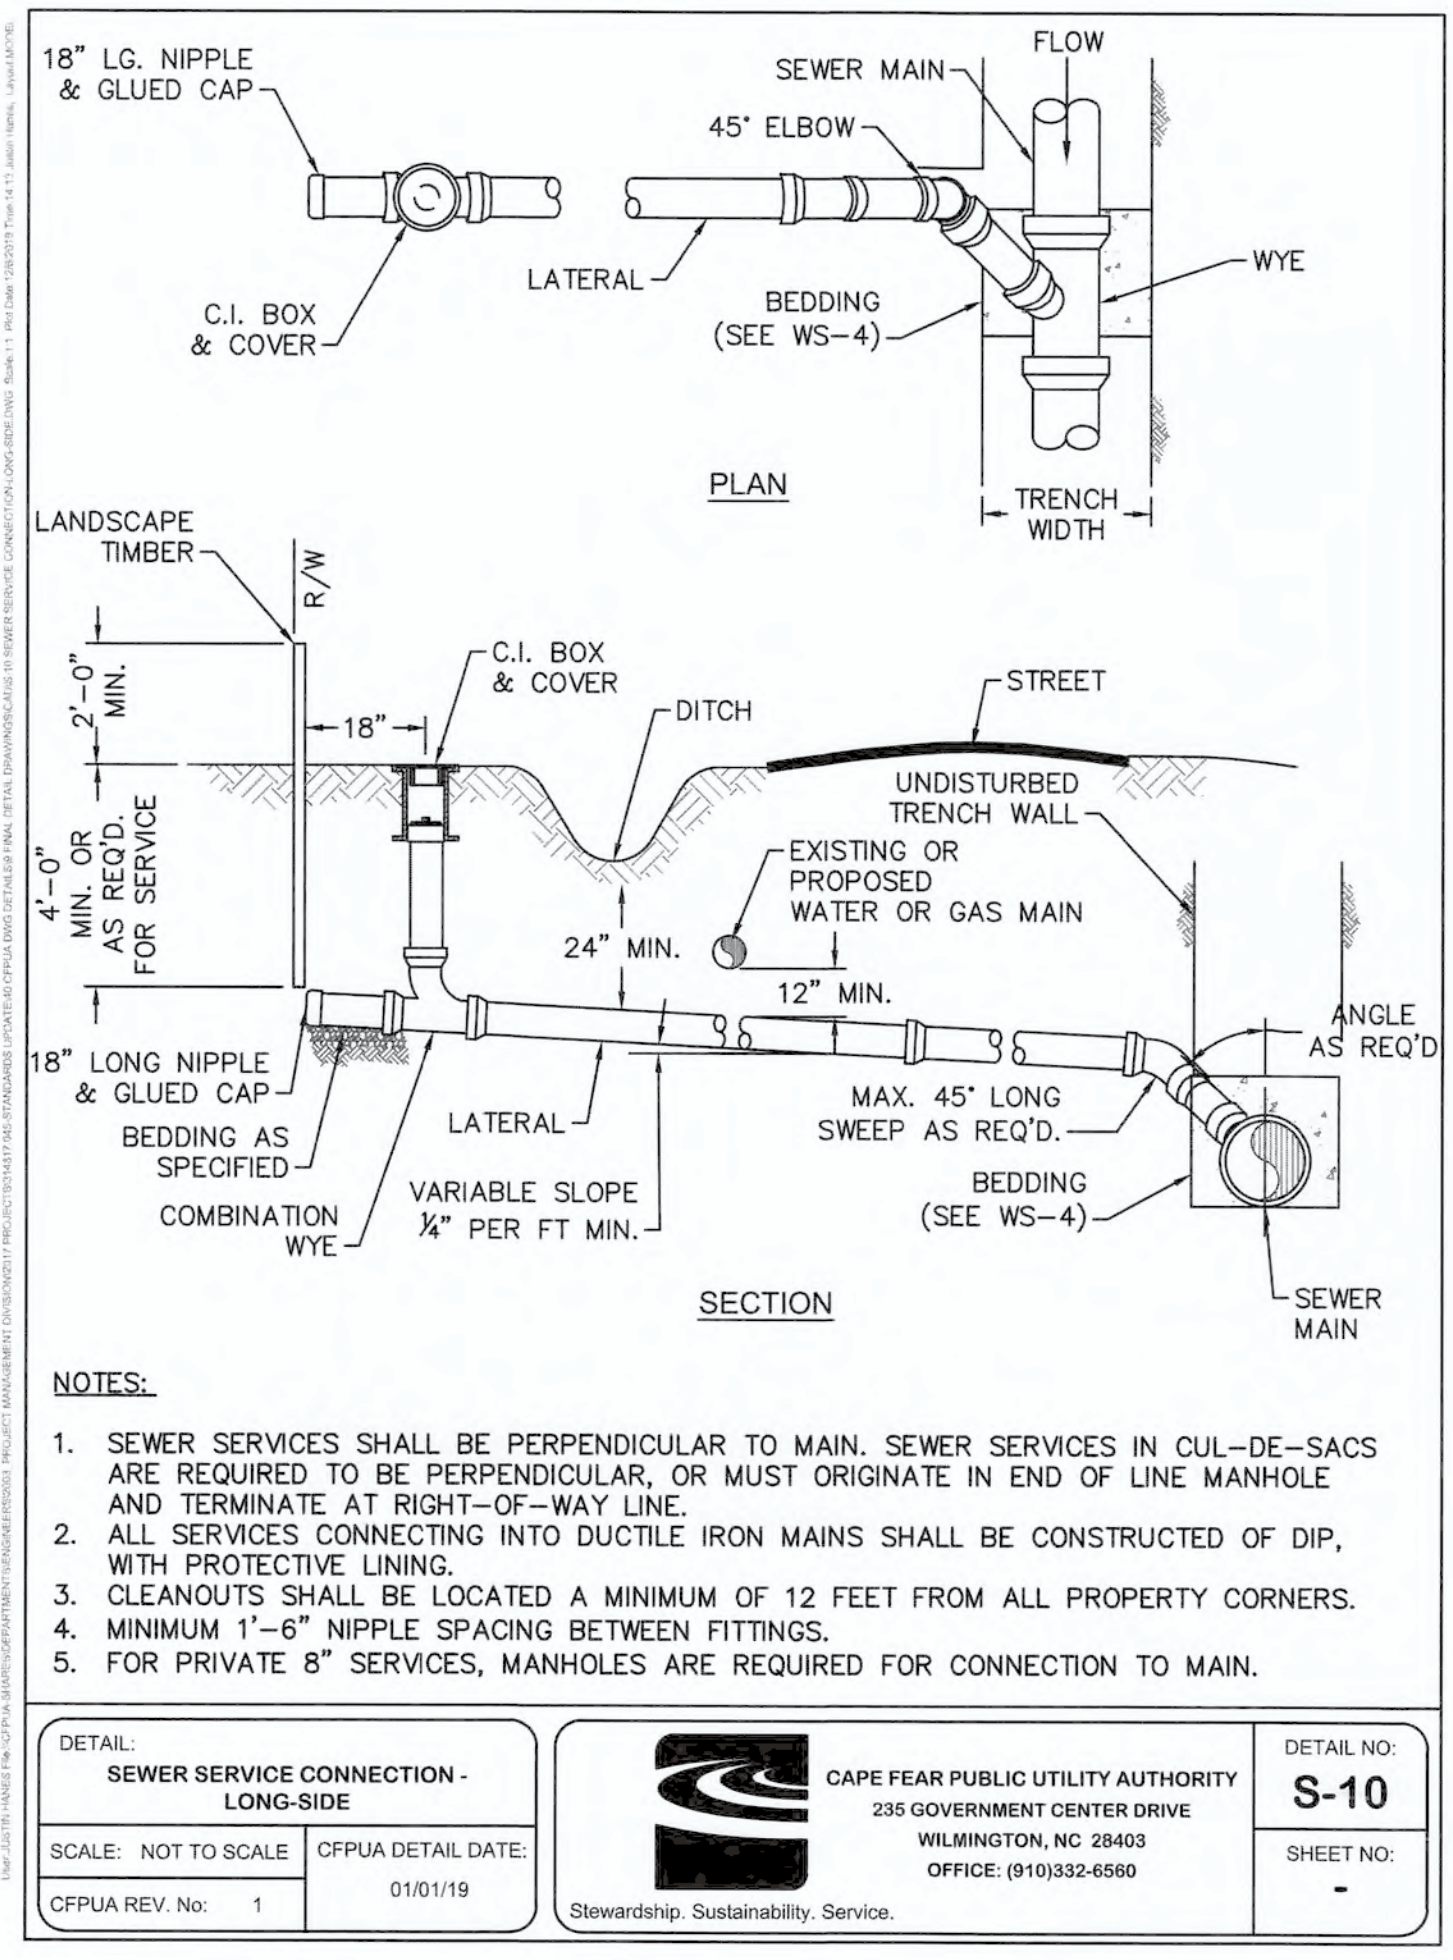 18" LG. NIPPLE
& GLUED CAP
FLOW
SEWER MAIN
45° ELBOW
LATERAL
C.I. BOX
& COVER
BEDDING
(SEE WS-4)
WYE
PLAN
TRENCH
WIDTH
LANDSCAPE
TIMBER
R/W
2'-0"
MIN.
18"
C.I. BOX
& COVER
DITCH
STREET
UNDISTURBED
TRENCH WALL
4'-0"
MIN. OR
AS REQ'D.
FOR SERVICE
EXISTING OR
PROPOSED
WATER OR GAS MAIN
24" MIN.
12" MIN.
ANGLE
AS REQ'D
18" LONG NIPPLE
& GLUED CAP
BEDDING AS
SPECIFIED
COMBINATION
WYE
LATERAL
VARIABLE SLOPE
1/4" PER FT MIN.
MAX. 45° LONG
SWEEP AS REQ'D.
BEDDING
(SEE WS-4)
SEWER
MAIN
SECTION
NOTES:
1. SEWER SERVICES SHALL BE PERPENDICULAR TO MAIN. SEWER SERVICES IN CUL-DE-SACS
ARE REQUIRED TO BE PERPENDICULAR, OR MUST ORIGINATE IN END OF LINE MANHOLE
AND TERMINATE AT RIGHT-OF-WAY LINE.
2. ALL SERVICES CONNECTING INTO DUCTILE IRON MAINS SHALL BE CONSTRUCTED OF DIP,
WITH PROTECTIVE LINING.
3. CLEANOUTS SHALL BE LOCATED A MINIMUM OF 12 FEET FROM ALL PROPERTY CORNERS.
4. MINIMUM 1'-6" NIPPLE SPACING BETWEEN FITTINGS.
5. FOR PRIVATE 8" SERVICES, MANHOLES ARE REQUIRED FOR CONNECTION TO MAIN.
DETAIL:
SEWER SERVICE CONNECTION -
LONG-SIDE
SCALE: NOT TO SCALE
CFPUA DETAIL DATE:
01/01/19
CFPUA REV. No: 1
Stewardship. Sustainability. Service.
CAPE FEAR PUBLIC UTILITY AUTHORITY
235 GOVERNMENT CENTER DRIVE
WILMINGTON, NC 28403
OFFICE: (910)332-6560
DETAIL NO:
S-10
SHEET NO:
-